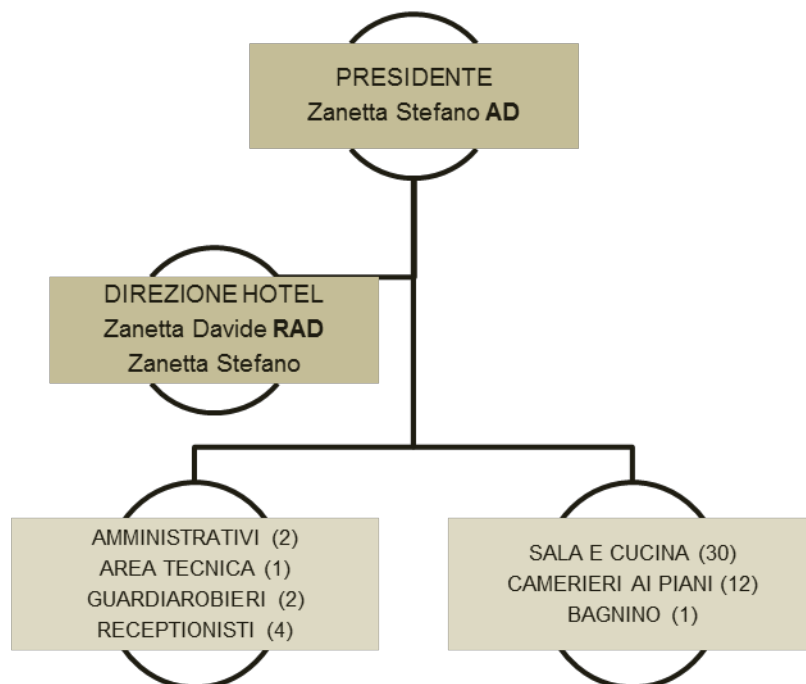 PRESIDENTE
Zanetta Stefano AD
DIREZIONE HOTEL
Zanetta Davide RAD
Zanetta Stefano
AMMINISTRATIVI (2)
AREA TECNICA (1)
GUARDIAROBIERI (2)
RECEPTIONISTI (4)
SALA E CUCINA (30)
CAMERIERI AI PIANI (12)
BAGNINO (1)